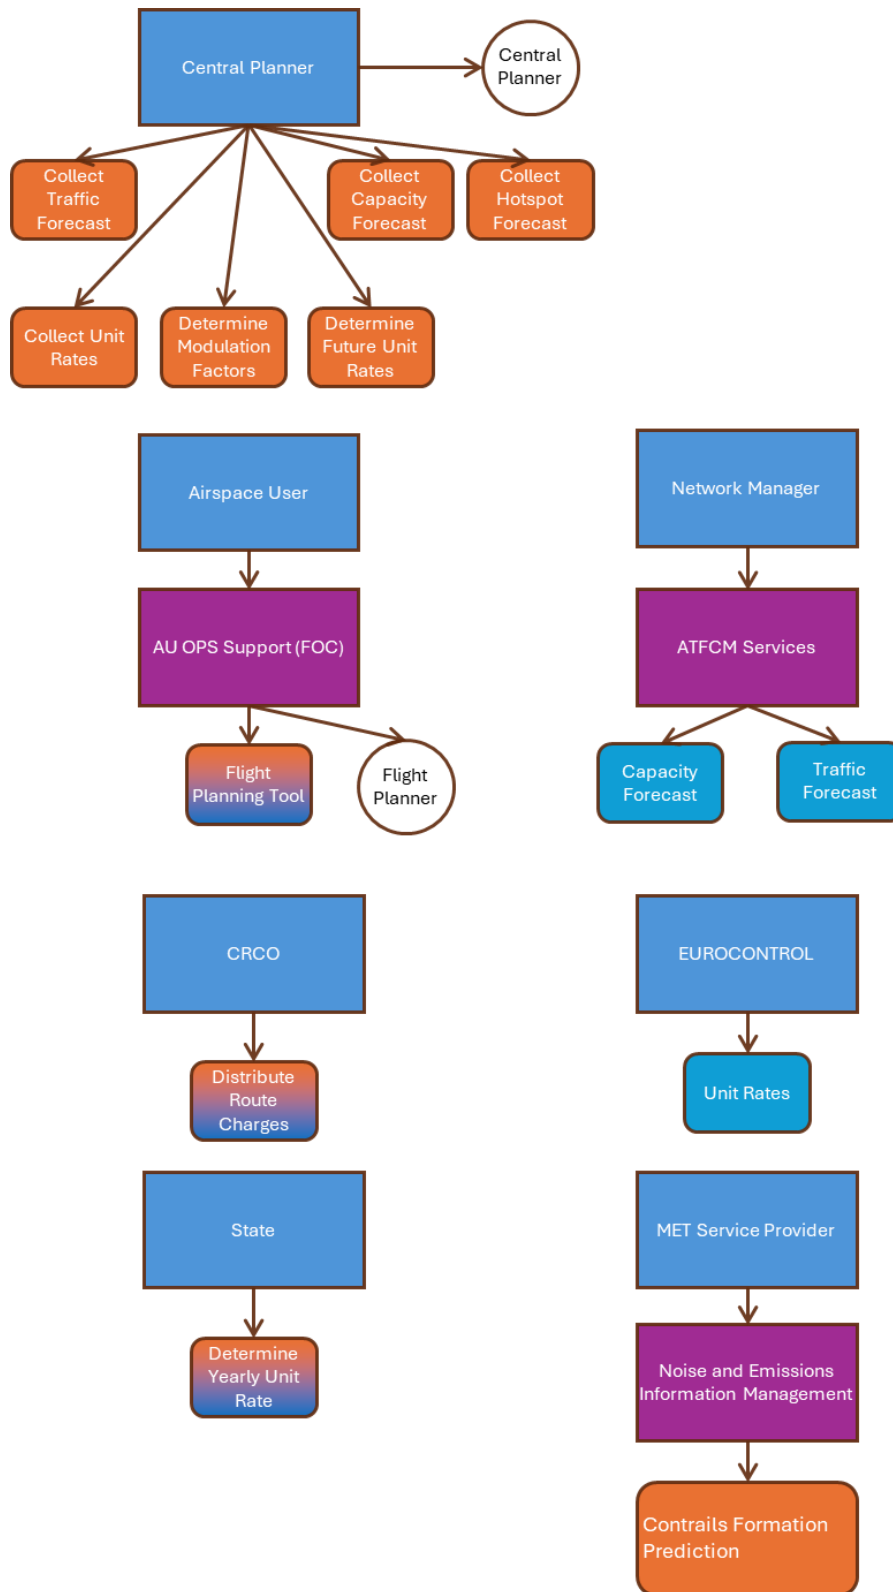 Central Planner
Central
Planner
Collect
Traffic
Forecast
Collect
Capacity
Forecast
Collect
Hotspot
Forecast
Collect Unit
Rates
Determine
Modulation
Factors
Determine
Future Unit
Rates
Airspace User
Network Manager
AU OPS Support (FOC)
ATFCM Services
Flight
Planning Tool
Flight
Planner
Capacity
Forecast
Traffic
Forecast
CRCO
EUROCONTROL
Distribute
Route
Charges
Unit Rates
State
MET Service Provider
Determine
Yearly Unit
Rate
Noise and Emissions
Information Management
Contrails Formation
Prediction